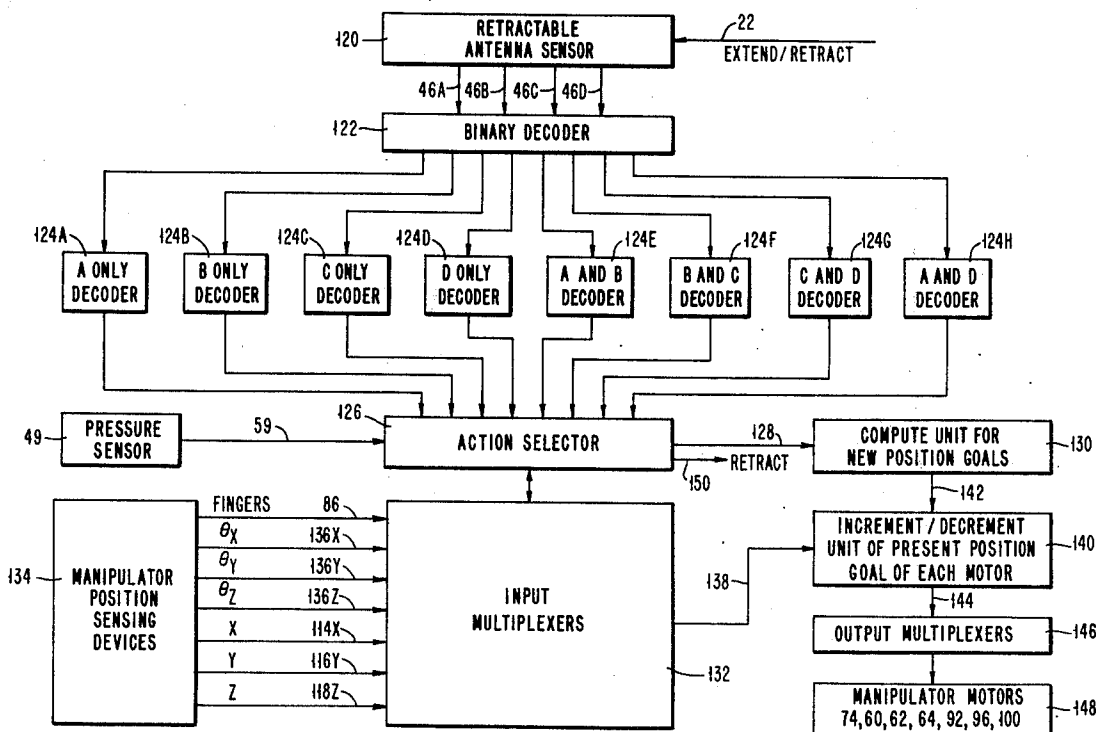 RETRACTABLE
ANTENNA SENSOR
120
22
EXTEND/RETRACT
46A 46B 46C 46D
122
BINARY DECODER
124A 124B 124C 124D 124E 124F 124G 124H
A ONLY
DECODER
B ONLY
DECODER
C ONLY
DECODER
D ONLY
DECODER
A AND B
DECODER
B AND C
DECODER
C AND D
DECODER
A AND D
DECODER
49
PRESSURE
SENSOR
59
126
ACTION SELECTOR
128
150
RETRACT
COMPUTE UNIT FOR
NEW POSITION GOALS
130
142
INCREMENT / DECREMENT
UNIT OF PRESENT POSITION
GOAL OF EACH MOTOR
140
138
144
OUTPUT MULTIPLEXERS
146
MANIPULATOR MOTORS
74, 60, 62, 64, 92, 96, 100
148
134
MANIPULATOR
POSITION
SENSING
DEVICES
FINGERS 86
θX 136X
θY 136Y
θZ 136Z
X 114X
Y 116Y
Z 118Z
INPUT
MULTIPLEXERS
132